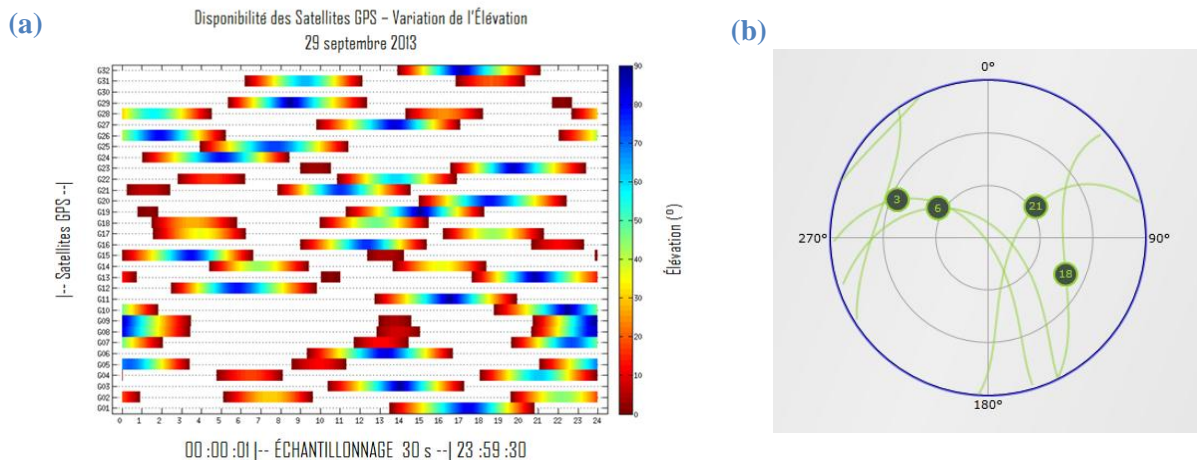 (a)
Disponibilité des Satellites GPS – Variation de l'Élévation
29 septembre 2013
|-- Satellites GPS --|
G32
G31
G29
G28
G27
G26
G25
G24
G23
G22
G21
G20
G19
G18
G17
G16
G15
G14
G13
G12
G11
G10
G09
G08
G07
G06
G05
G04
G03
G02
G01
0 1 2 3 4 5 6 7 8 9 10 11 12 13 14 15 16 17 18 19 20 21 22 23 24
90
80
70
60
50
40
30
20
10
0
Élévation (º)
00 :00 :01 |-- ÉCHANTILLONNAGE 30 s --| 23 :59 :30
(b)
0°
3
6
21
270°
90°
18
180°